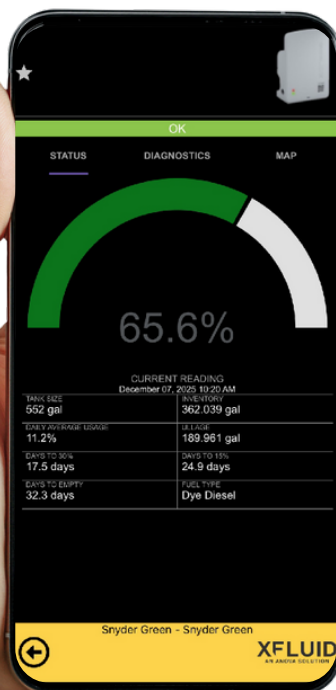 OK
STATUS DIAGNOSTICS MAP
65.6%
CURRENT READING
December 07, 2025 10:20 AM
TANK SIZE INVENTORY
552 gal 362.039 gal
DAILY AVERAGE USAGE ULLAGE
11.2% 189.961 gal
DAYS TO 30% DAYS TO 15%
17.5 days 24.9 days
DAYS TO EMPTY FUEL TYPE
32.3 days Dye Diesel
Snyder Green - Snyder Green
XFLUID
AN ANOVA SOLUTION